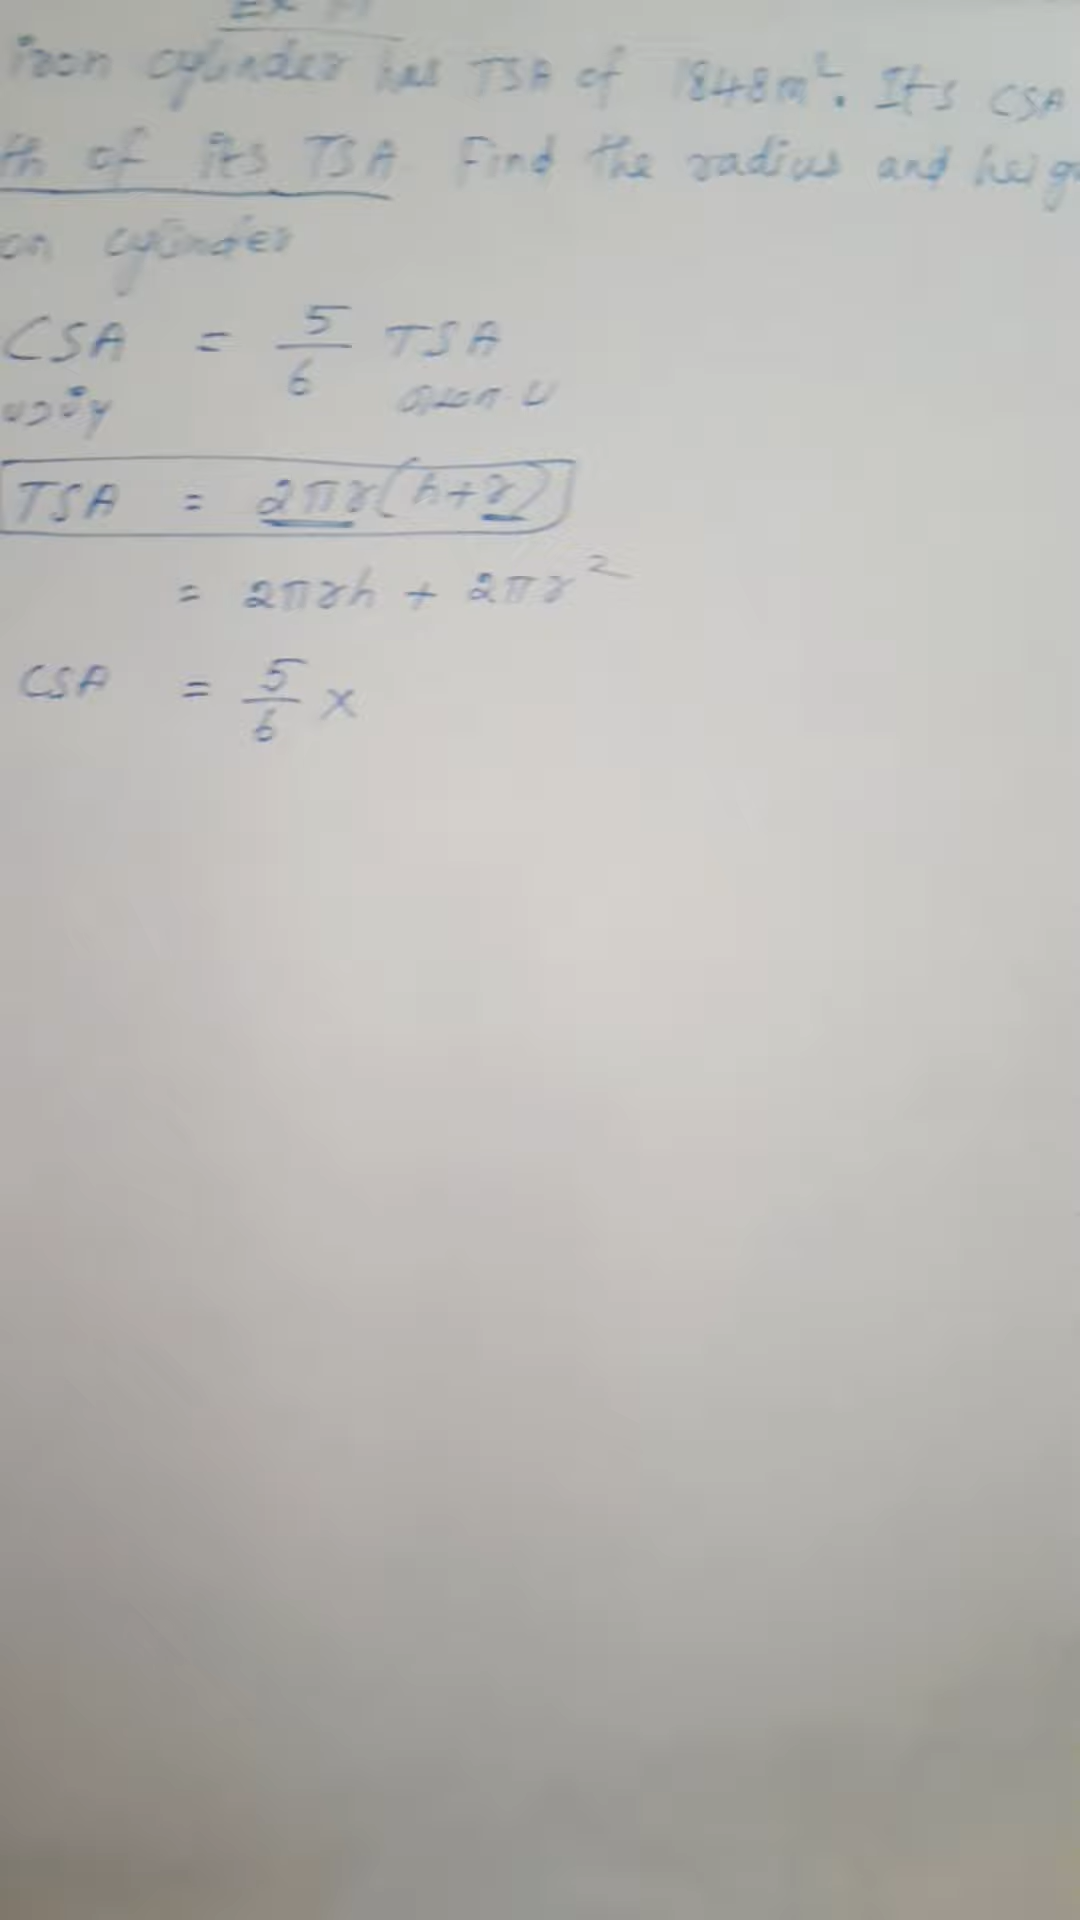 iron cylinder has TSA of 1848m². Its CSA
th of its TSA Find the radius and heig
on cylinder
CSA = 5/6 TSA
TSA = 2πr(h+r)
= 2πrh + 2πr²
CSA = 5/6 ×